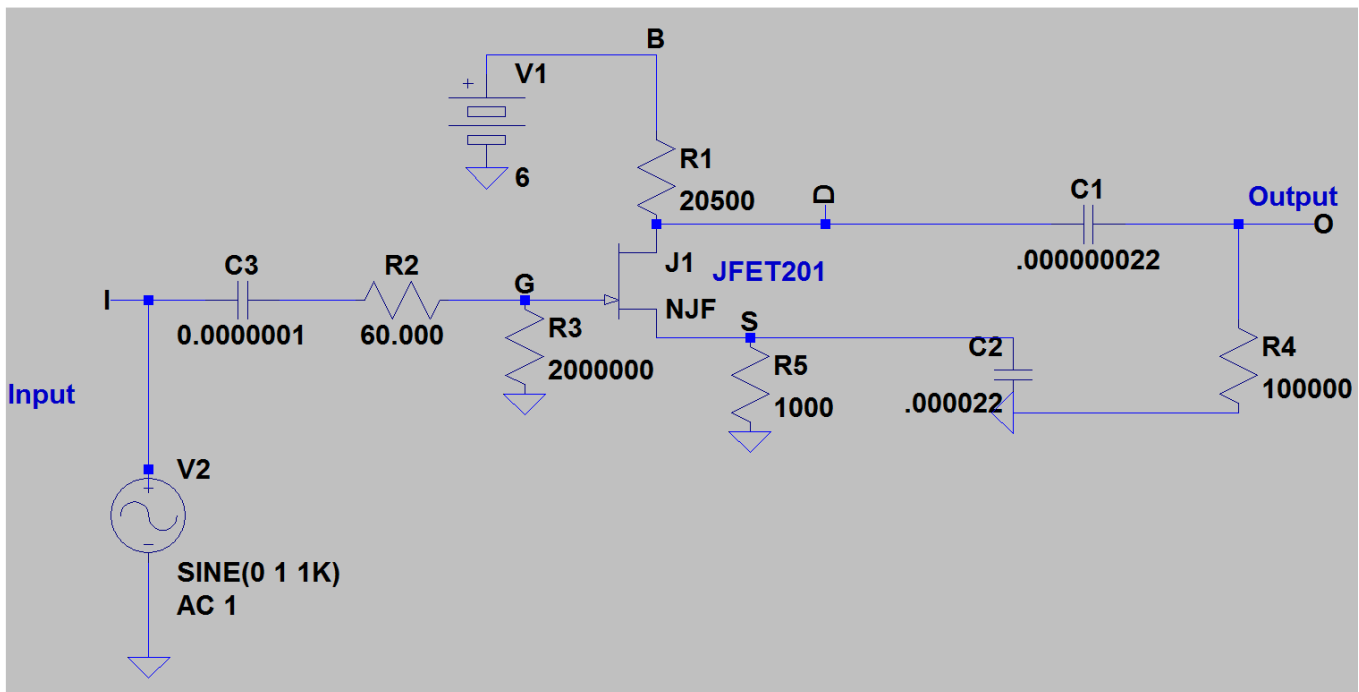 B
V1
6
R1
20500
D
C1
.000000022
Output
O
J1
JFET201
NJF
I
C3
0.0000001
R2
60.000
G
R3
2000000
S
R5
1000
C2
.000022
R4
100000
Input
V2
SINE(0 1 1K)
AC 1